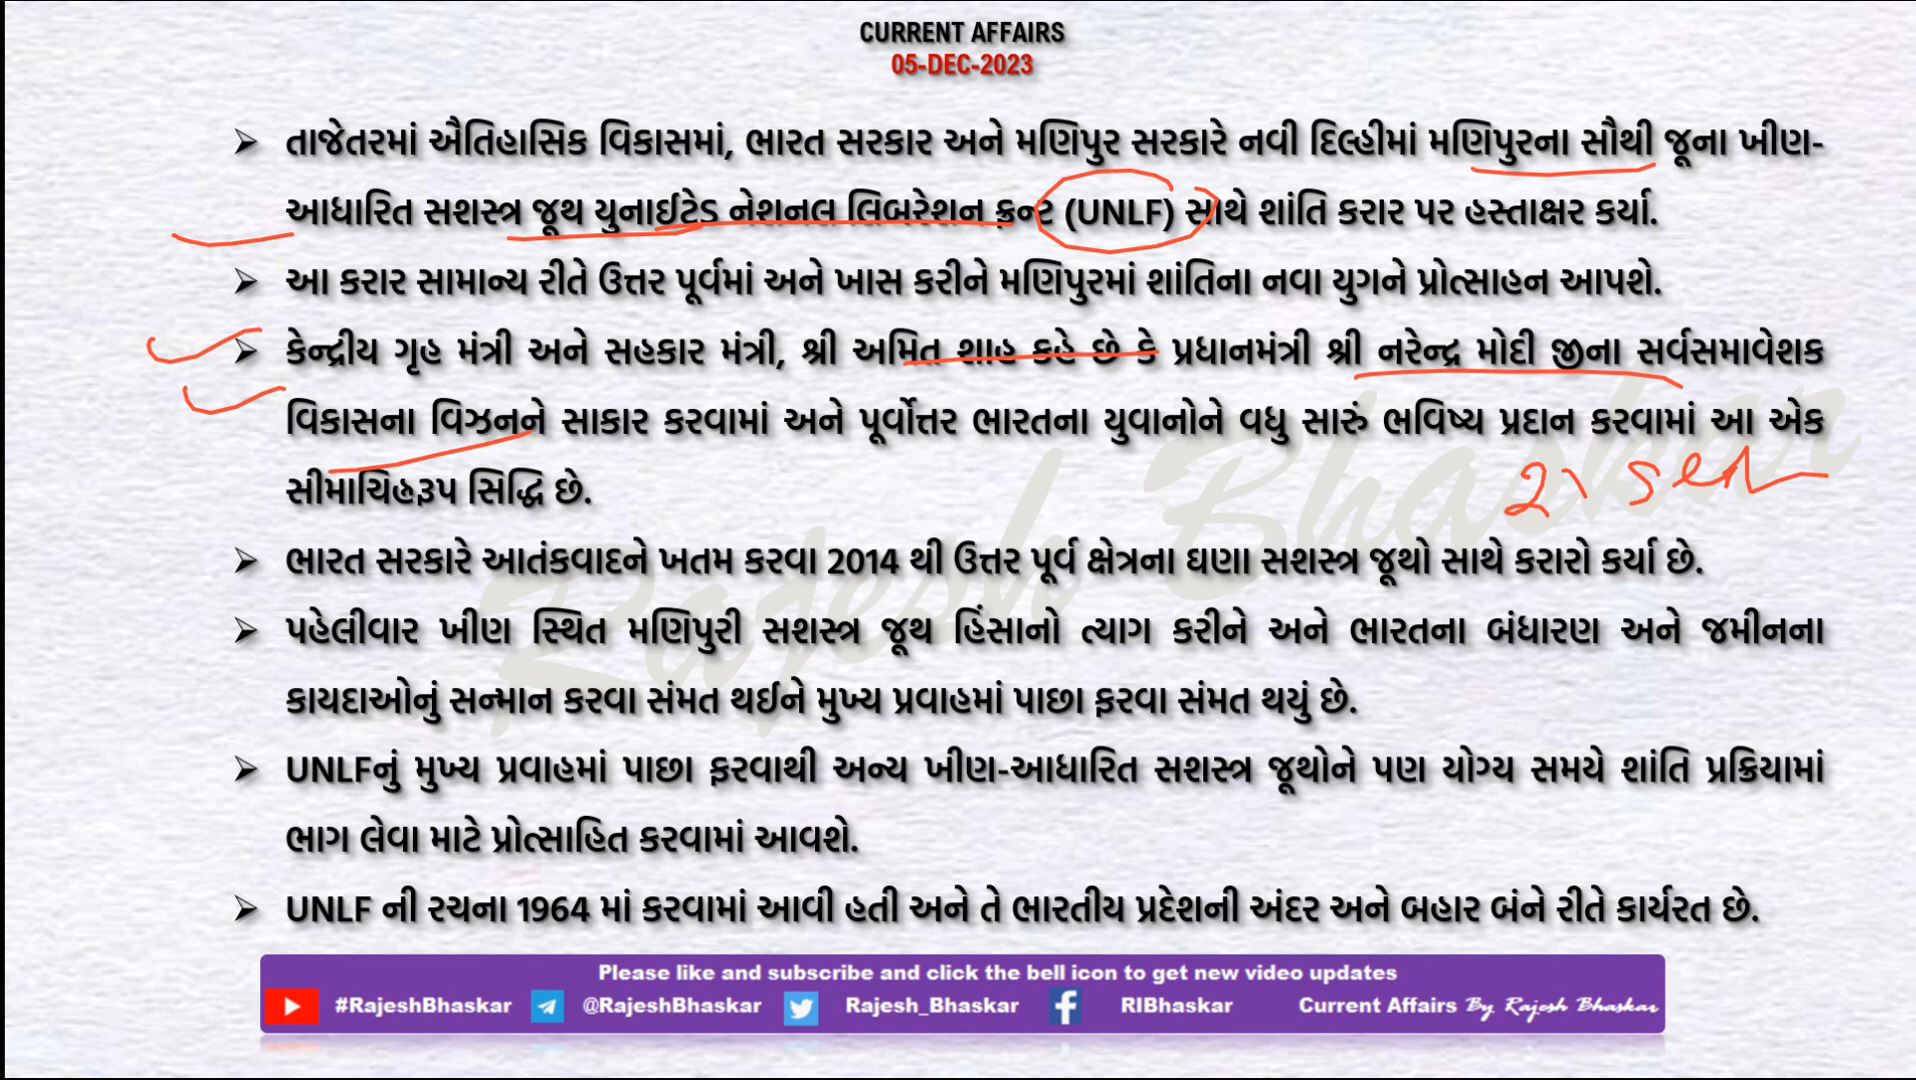 CURRENT AFFAIRS
05-DEC-2023
➢ તાજેતરમાં ઐતિહાસિક વિકાસમાં, ભારત સરકાર અને મણિપુર સરકારે નવી દિલ્હીમાં મણિપુરના સૌથી જૂના ખીણ-
આધારિત સશસ્ત્ર જૂથ યુનાઈટેડ નેશનલ લિબરેશન ફ્રન્ટ (UNLF) સાથે શાંતિ કરાર પર હસ્તાક્ષર કર્યા.
➢ આ કરાર સામાન્ય રીતે ઉત્તર પૂર્વમાં અને ખાસ કરીને મણિપુરમાં શાંતિના નવા યુગને પ્રોત્સાહન આપશે.
➢ કેન્દ્રીય ગૃહ મંત્રી અને સહકાર મંત્રી, શ્રી અમિત શાહ કહે છે કે પ્રધાનમંત્રી શ્રી નરેન્દ્ર મોદી જીના સર્વસમાવેશક
વિકાસના વિઝનને સાકાર કરવામાં અને પૂર્વોત્તર ભારતના યુવાનોને વધુ સારું ભવિષ્ય પ્રદાન કરવામાં આ એક
સીમાચિહ્નરૂપ સિદ્ધિ છે.
➢ ભારત સરકારે આતંકવાદને ખતમ કરવા 2014 થી ઉત્તર પૂર્વ ક્ષેત્રના ઘણા સશસ્ત્ર જૂથો સાથે કરારો કર્યા છે.
➢ પહેલીવાર ખીણ સ્થિત મણિપુરી સશસ્ત્ર જૂથ હિંસાનો ત્યાગ કરીને અને ભારતના બંધારણ અને જમીનના
કાયદાઓનું સન્માન કરવા સંમત થઈને મુખ્ય પ્રવાહમાં પાછા ફરવા સંમત થયું છે.
➢ UNLFનું મુખ્ય પ્રવાહમાં પાછા ફરવાથી અન્ય ખીણ-આધારિત સશસ્ત્ર જૂથોને પણ યોગ્ય સમયે શાંતિ પ્રક્રિયામાં
ભાગ લેવા માટે પ્રોત્સાહિત કરવામાં આવશે.
➢ UNLF ની રચના 1964 માં કરવામાં આવી હતી અને તે ભારતીય પ્રદેશની અંદર અને બહાર બંને રીતે કાર્યરત છે.
Rajesh Bhaskar
Please like and subscribe and click the bell icon to get new video updates
#RajeshBhaskar @RajeshBhaskar Rajesh_Bhaskar RIBhaskar Current Affairs By Rajesh Bhaskar